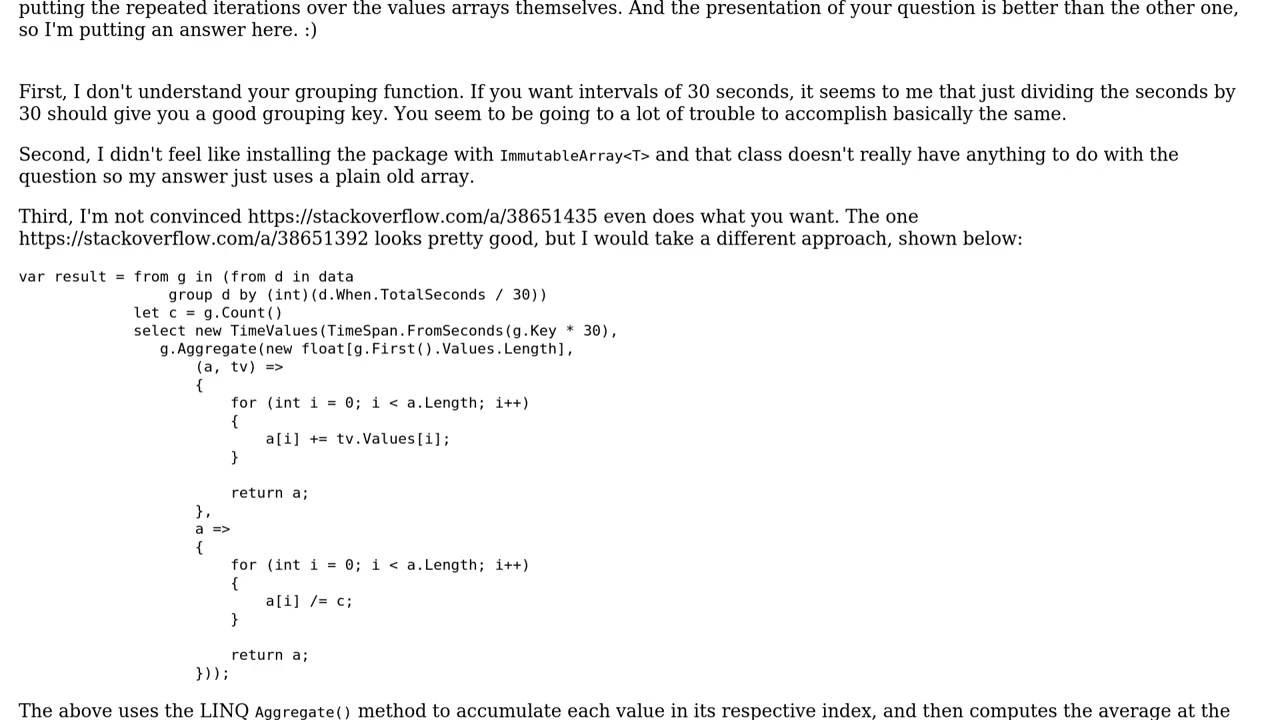 putting the repeated iterations over the values arrays themselves. And the presentation of your question is better than the other one,
so I'm putting an answer here. :)
First, I don't understand your grouping function. If you want intervals of 30 seconds, it seems to me that just dividing the seconds by
30 should give you a good grouping key. You seem to be going to a lot of trouble to accomplish basically the same.
Second, I didn't feel like installing the package with ImmutableArray<T> and that class doesn't really have anything to do with the
question so my answer just uses a plain old array.
Third, I'm not convinced https://stackoverflow.com/a/38651435 even does what you want. The one
https://stackoverflow.com/a/38651392 looks pretty good, but I would take a different approach, shown below:
var result = from g in (from d in data
                 group d by (int)(d.When.TotalSeconds / 30))
             let c = g.Count()
             select new TimeValues(TimeSpan.FromSeconds(g.Key * 30),
                g.Aggregate(new float[g.First().Values.Length],
                    (a, tv) =>
                    {
                        for (int i = 0; i < a.Length; i++)
                        {
                            a[i] += tv.Values[i];
                        }
                        return a;
                    },
                    a =>
                    {
                        for (int i = 0; i < a.Length; i++)
                        {
                            a[i] /= c;
                        }
                        return a;
                    }));
The above uses the LINQ Aggregate() method to accumulate each value in its respective index, and then computes the average at the